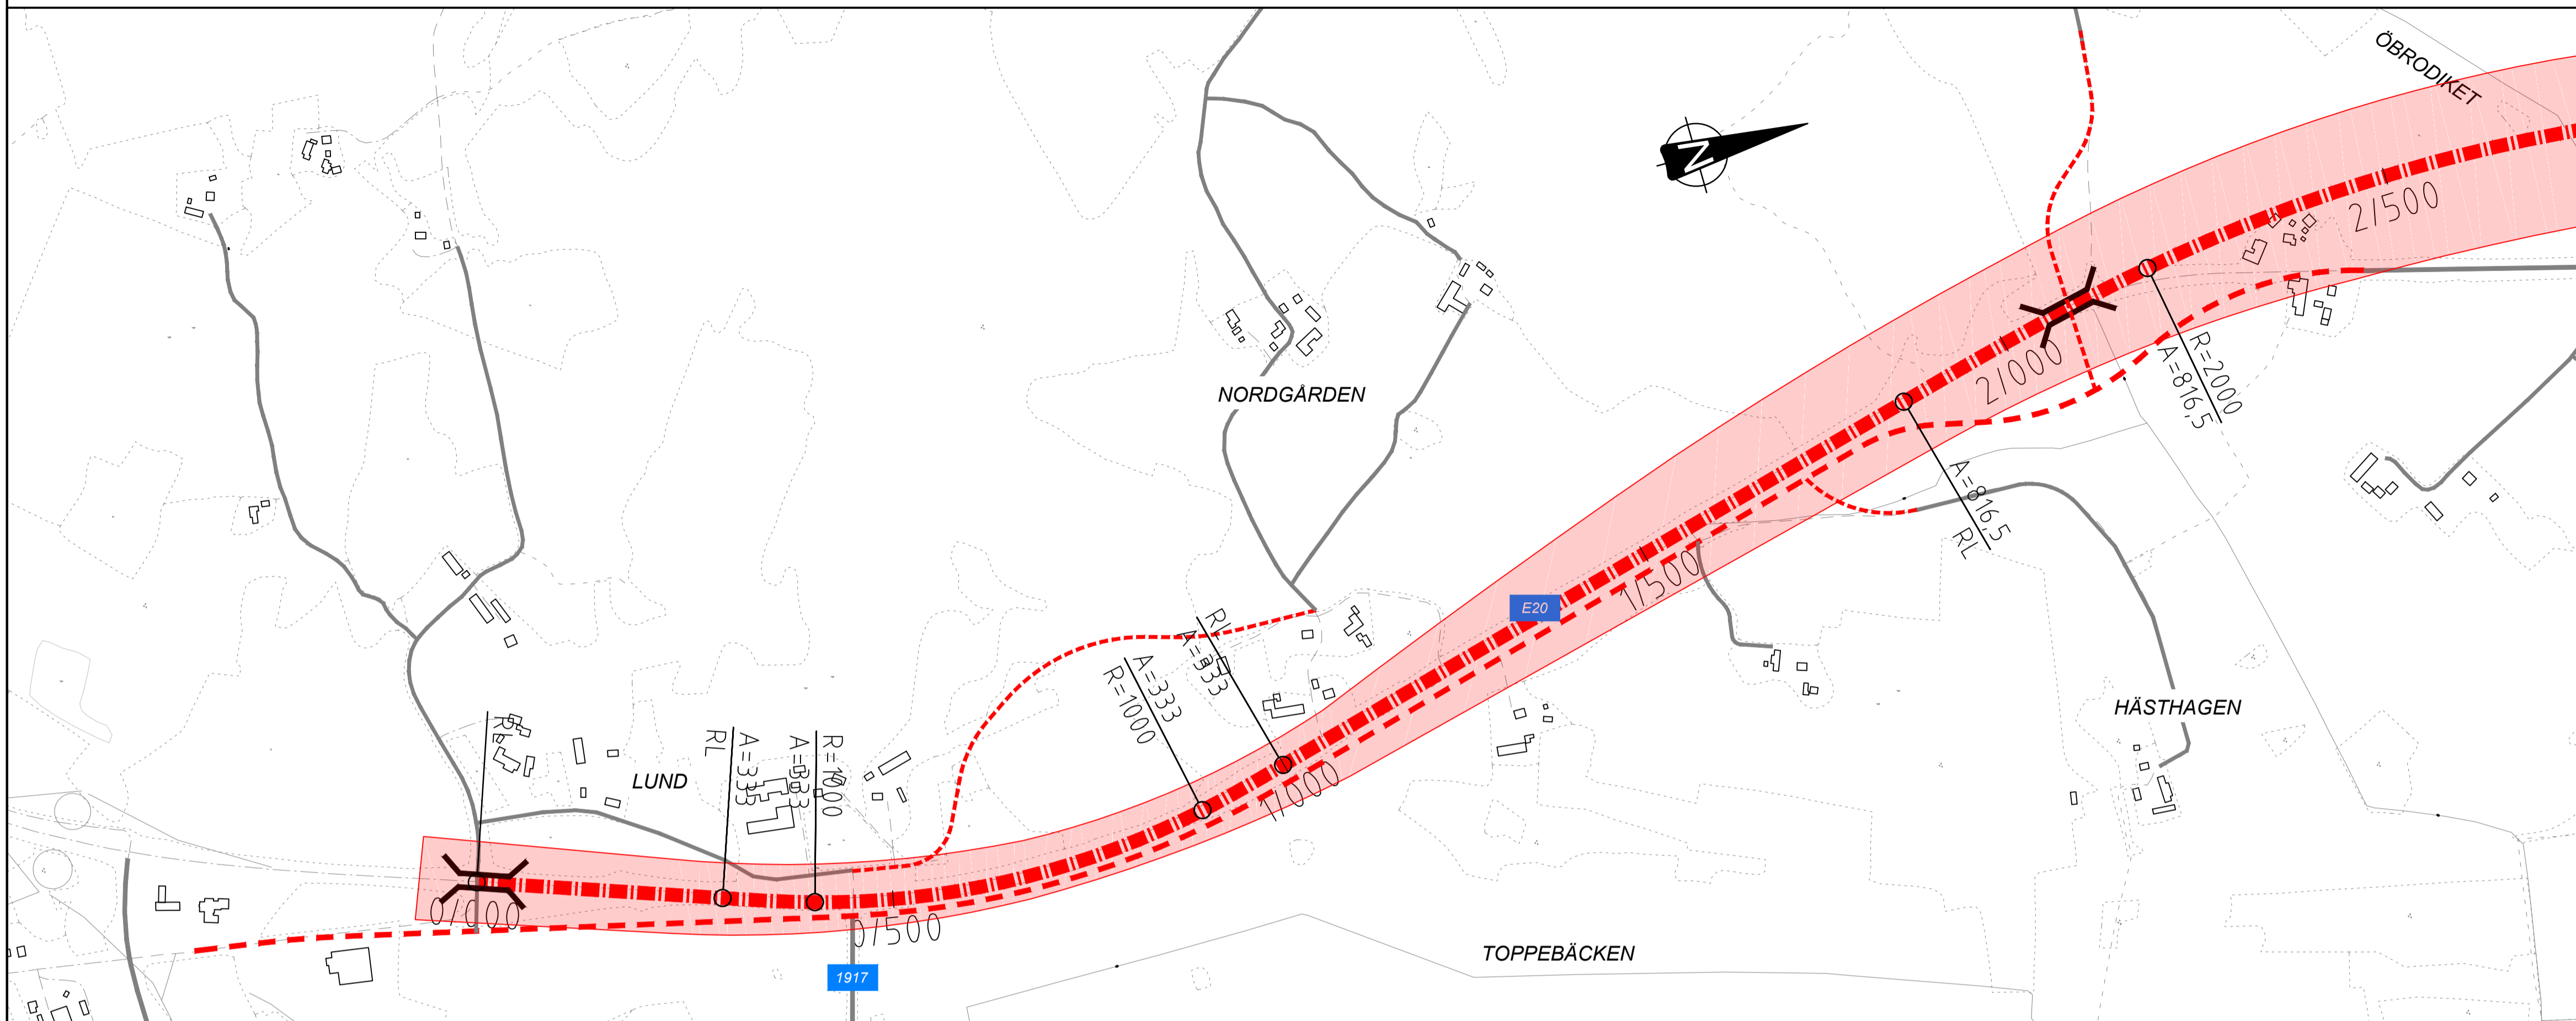 ÖBRODIKET
N
2/500
R=2000
A=816,5
2/000
NORDGÅRDEN
A=816,5
RL
1/500
E20
RL
A=333
A=333
R=1000
HÄSTHAGEN
RL
LUND
RL
A=333
A=333
R=1000
1/000
0/000
0/500
TOPPEBÄCKEN
1917